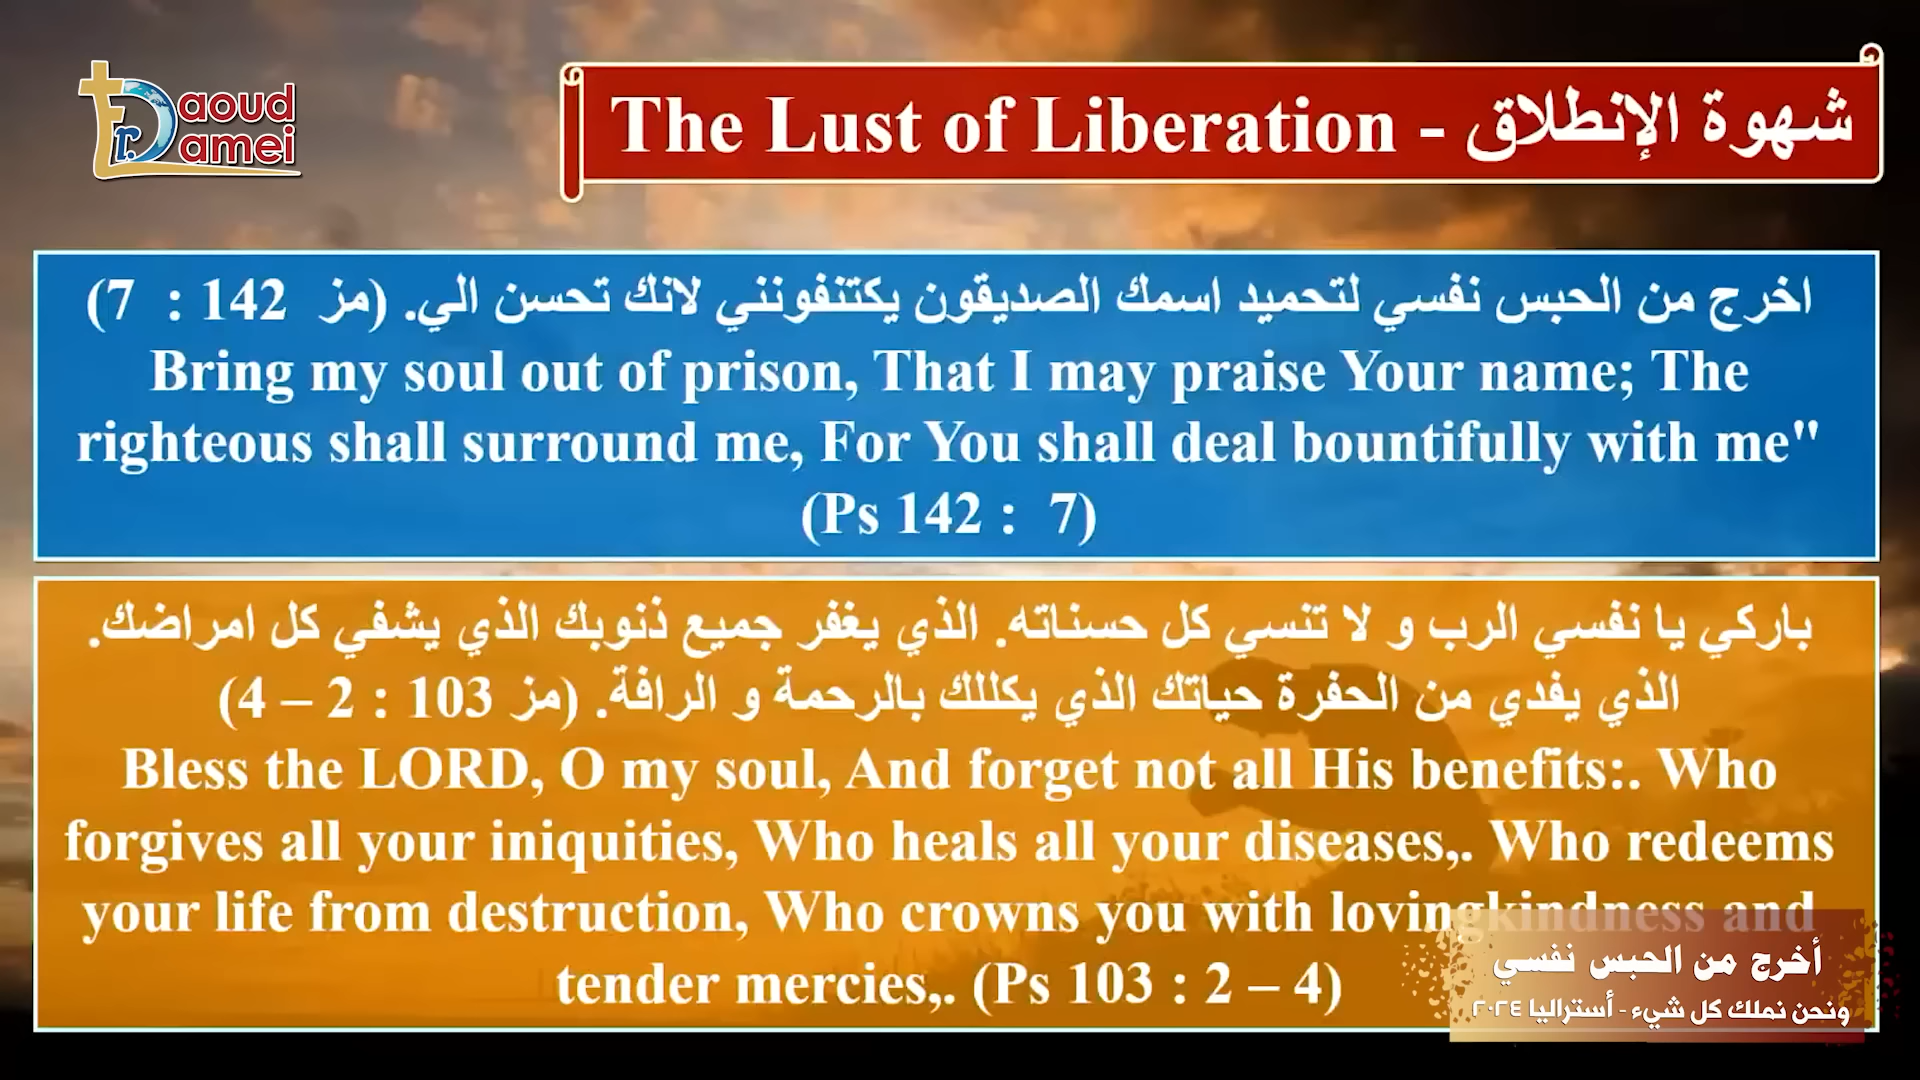 Fr. Daoud Lamei
The Lust of Liberation - شهوة الإنطلاق
اخرج من الحبس نفسي لتحميد اسمك الصديقون يكتنفونني لانك تحسن الي. (مز 142 : 7)
Bring my soul out of prison, That I may praise Your name; The
righteous shall surround me, For You shall deal bountifully with me"
(Ps 142 : 7)
باركي يا نفسي الرب و لا تنسي كل حسناته. الذي يغفر جميع ذنوبك الذي يشفي كل امراضك.
الذي يفدي من الحفرة حياتك الذي يكللك بالرحمة و الرافة. (مز 103 : 2 – 4)
Bless the LORD, O my soul, And forget not all His benefits:. Who
forgives all your iniquities, Who heals all your diseases,. Who redeems
your life from destruction, Who crowns you with lovingkindness and
tender mercies,. (Ps 103 : 2 – 4)
أخرج من الحبس نفسي
ونحن نملك كل شيء - أستراليا ٢٠٢٤